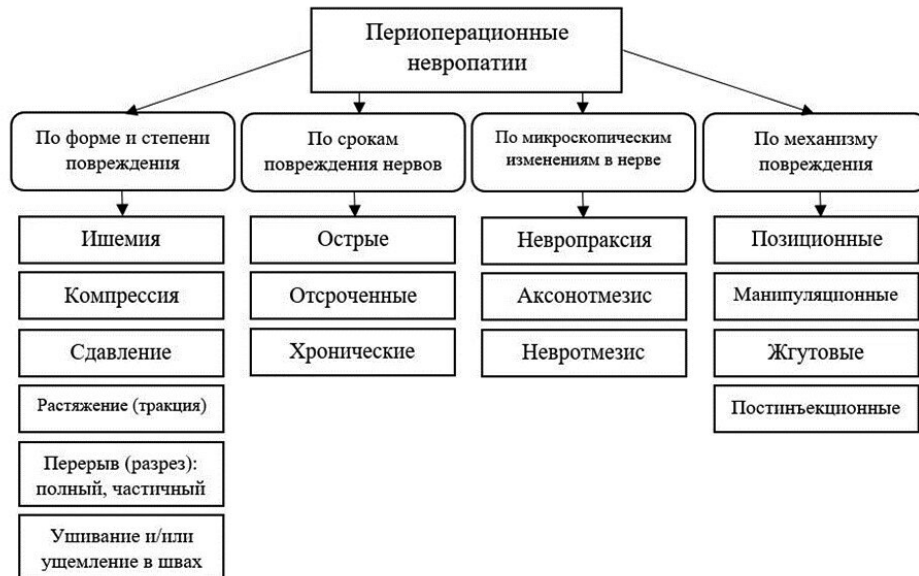 Периоперационные
невропатии
По форме и степени
повреждения
По срокам
повреждения нервов
По микроскопическим
изменениям в нерве
По механизму
повреждения
Ишемия
Острые
Невропраксия
Позиционные
Компрессия
Отсроченные
Аксонотмезис
Манипуляционные
Сдавление
Хронические
Невротмезис
Жгутовые
Растяжение (тракция)
Постинъекционные
Перерыв (разрез):
полный, частичный
Ушивание и/или
ущемление в швах